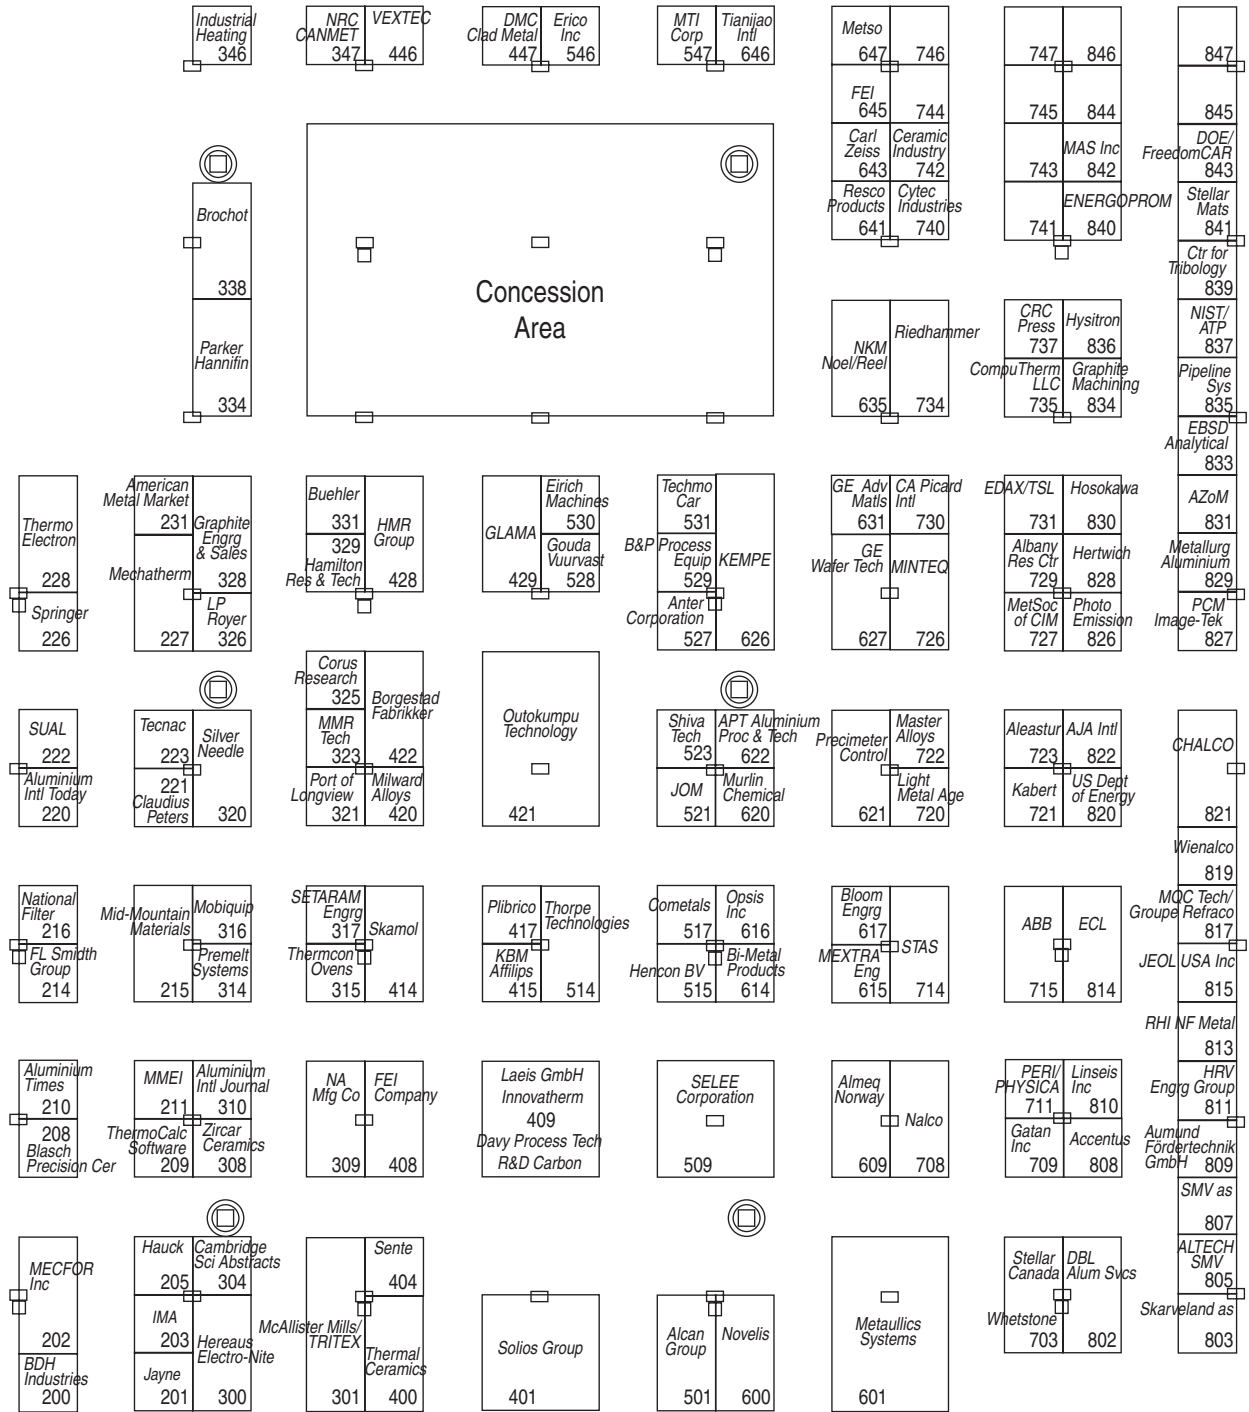 Industrial
Heating
346
NRC
CANMET
347
VEXTEC
446
DMC
Clad Metal
447
Erico
Inc
546
MTI
Corp
547
Tianijao
Intl
646
Metso
647
746
747
846
847
FEI
645
744
745
844
845
Carl
Zeiss
643
Ceramic
Industry
742
743
MAS Inc
842
DOE/
FreedomCAR
843
Resco
Products
641
Cytec
Industries
740
741
ENERGOPROM
840
Stellar
Mats
841
Ctr for
Tribology
839
Brochot
338
Parker
Hannifin
334
Concession
Area
NKM
Noel/Reel
635
Riedhammer
734
CRC
Press
737
Hysitron
836
NIST/
ATP
837
CompuTherm
LLC
735
Graphite
Machining
834
Pipeline
Sys
835
EBSD
Analytical
833
Thermo
Electron
228
American
Metal Market
231
Graphite
Engrg
& Sales
328
Mechatherm
227
Springer
226
LP
Royer
326
Buehler
331
329
Hamilton
Res & Tech
HMR
Group
428
GLAMA
429
Eirich
Machines
530
Gouda
Vuurvast
528
Techmo
Car
531
B&P Process
Equip
529
Anter
Corporation
527
KEMPE
626
GE Adv
Matls
631
CA Picard
Intl
730
GE
Wafer Tech
627
MINTEQ
726
EDAX/TSL
731
Hosokawa
830
AZoM
831
Albany
Res Ctr
729
Hertwich
828
Metallurg
Aluminium
829
MetSoc
of CIM
727
Photo
Emission
826
PCM
Image-Tek
827
SUAL
222
Aluminium
Intl Today
220
Tecnac
223
221
Claudius
Peters
Silver
Needle
320
Corus
Research
325
MMR
Tech
323
Borgestad
Fabrikker
422
Port of
Longview
321
Milward
Alloys
420
Outokumpu
Technology
421
Shiva
Tech
523
APT Aluminium
Proc & Tech
622
JOM
521
Murlin
Chemical
620
Precimeter
Control
621
Master
Alloys
722
Light
Metal Age
720
Aleastur
723
AJA Intl
822
Kabert
721
US Dept
of Energy
820
CHALCO
821
Wienalco
819
National
Filter
216
FL Smidth
Group
214
Mid-Mountain
Materials
215
Mobiquip
316
Premelt
Systems
314
SETARAM
Engrg
317
Thermcon
Ovens
315
Skamol
414
Plibrico
417
KBM
Affilips
415
Thorpe
Technologies
514
Cometals
517
Opsis
Inc
616
Hencon BV
515
Bi-Metal
Products
614
Bloom
Engrg
617
MEXTRA
Eng
615
STAS
714
ABB
715
ECL
814
MQC Tech/
Groupe Refraco
817
JEOL USA Inc
815
RHI NF Metal
813
Aluminium
Times
210
208
Blasch
Precision Cer
MMEI
211
Aluminium
Intl Journal
310
ThermoCalc
Software
209
Zircar
Ceramics
308
NA
Mfg Co
309
FEI
Company
408
Laeis GmbH
Innovatherm
409
Davy Process Tech
R&D Carbon
SELEE
Corporation
509
Almeq
Norway
609
Nalco
708
PERI/
PHYSICA
711
Linseis
Inc
810
Gatan
Inc
709
Accentus
808
HRV
Engrg Group
811
Aumund
Fördertechnik
GmbH
809
SMV as
807
MECFOR
Inc
202
BDH
Industries
200
Hauck
205
Cambridge
Sci Abstracts
304
IMA
203
Jayne
201
Hereaus
Electro-Nite
300
McAllister Mills/
TRITEX
301
Sente
404
Thermal
Ceramics
400
Solios Group
401
Alcan
Group
501
Novelis
600
Metaullics
Systems
601
Stellar
Canada
Whetstone
703
DBL
Alum Svcs
802
ALTECH
SMV
805
Skarveland as
803